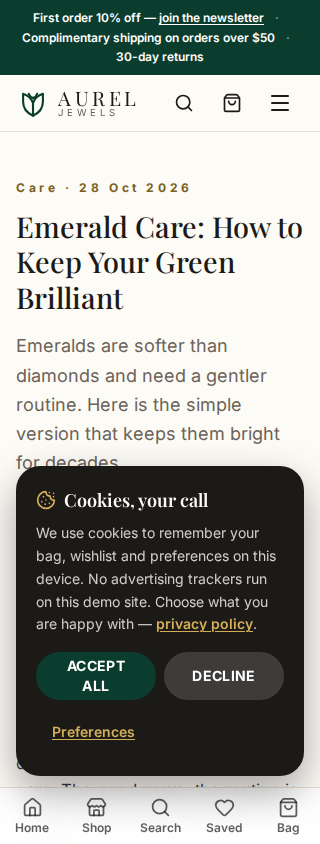 First order 10% off — join the newsletter ·
Complimentary shipping on orders over $50 ·
30-day returns
AUREL
JEWELS
Care · 28 Oct 2026
Emerald Care: How to
Keep Your Green
Brilliant
Emeralds are softer than
diamonds and need a gentler
routine. Here is the simple
version that keeps them bright
for decades
Cookies, your call
We use cookies to remember your
bag, wishlist and preferences on this
device. No advertising trackers run
on this demo site. Choose what you
are happy with — privacy policy.
ACCEPT
ALL
DECLINE
Preferences
Home Shop Search Saved Bag